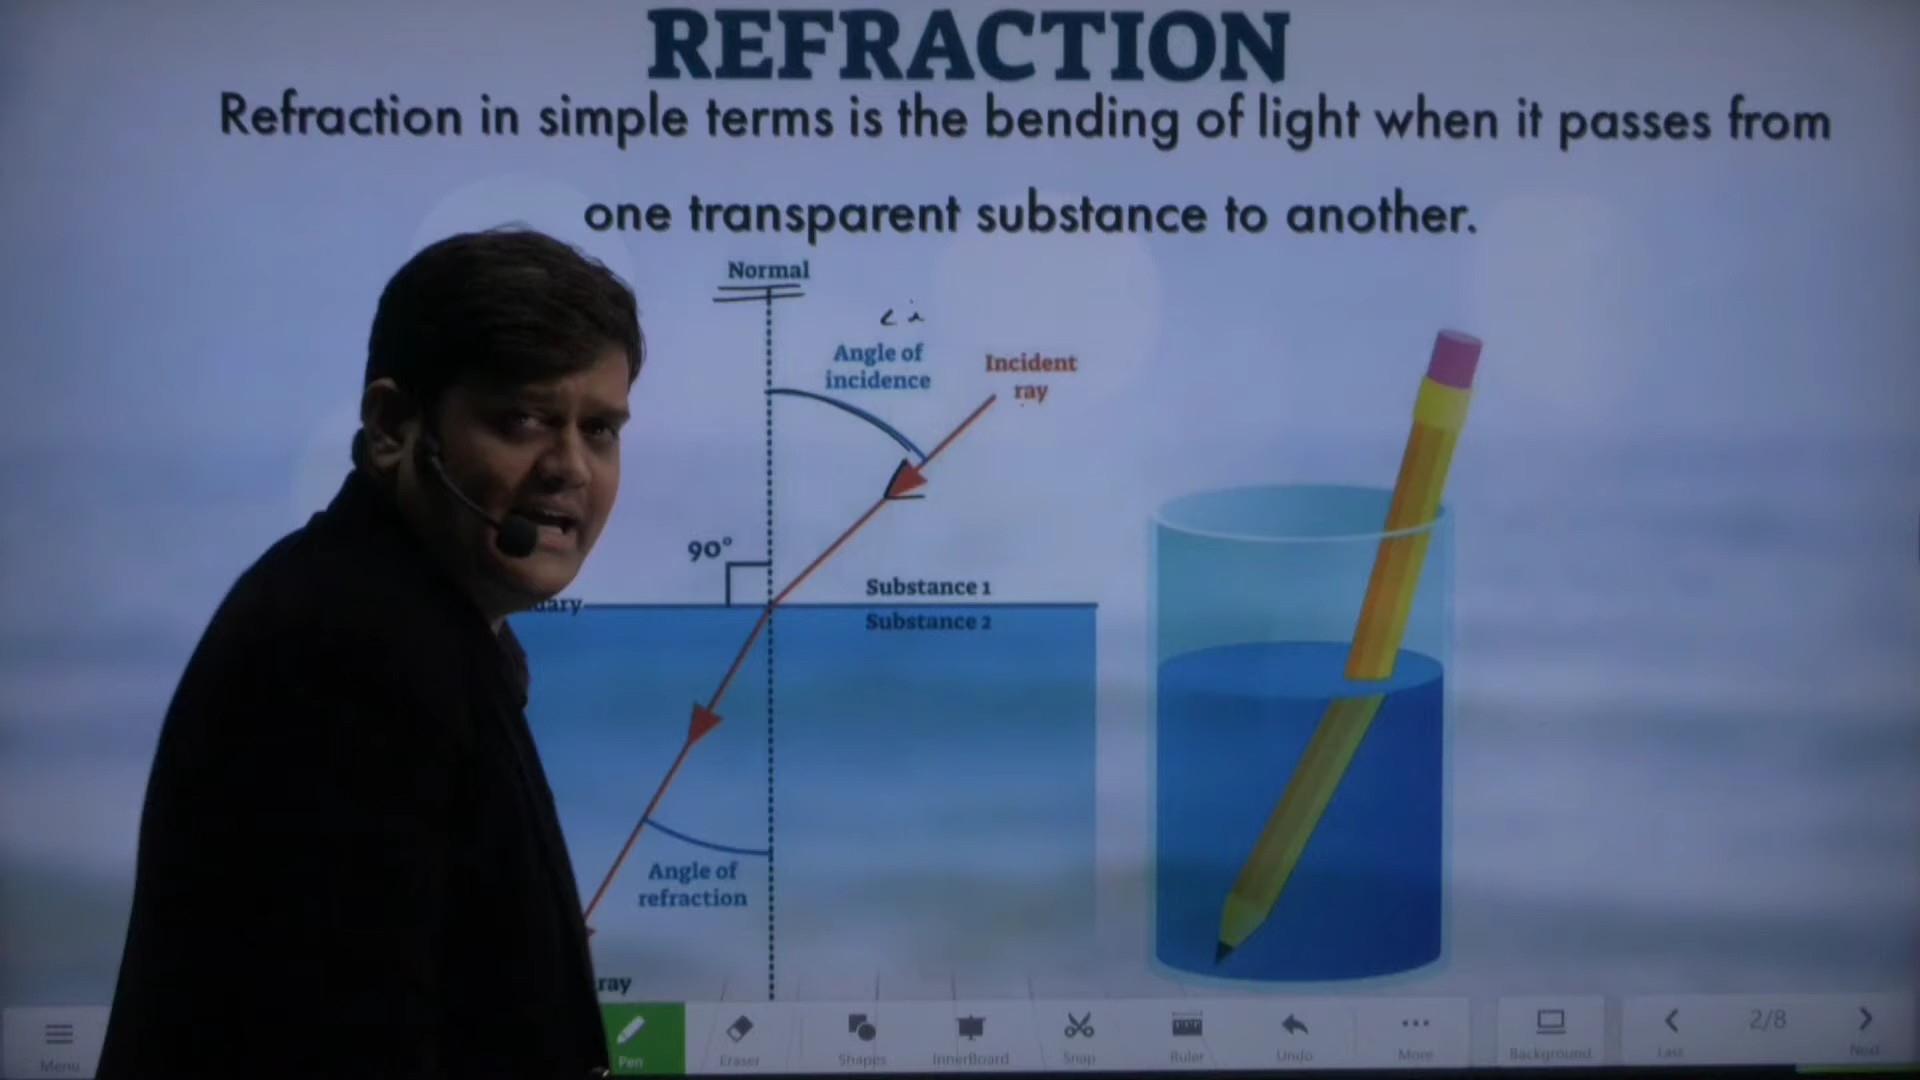 REFRACTION
Refraction in simple terms is the bending of light when it passes from
one transparent substance to another.
Normal
∠i
Angle of
incidence
Incident
ray
90°
Substance 1
dary
Substance 2
Angle of
refraction
ray
Menu
Pen
Eraser
Shapes
InnerBoard
Snap
Ruler
Undo
More
Background
Last
2/8
Next